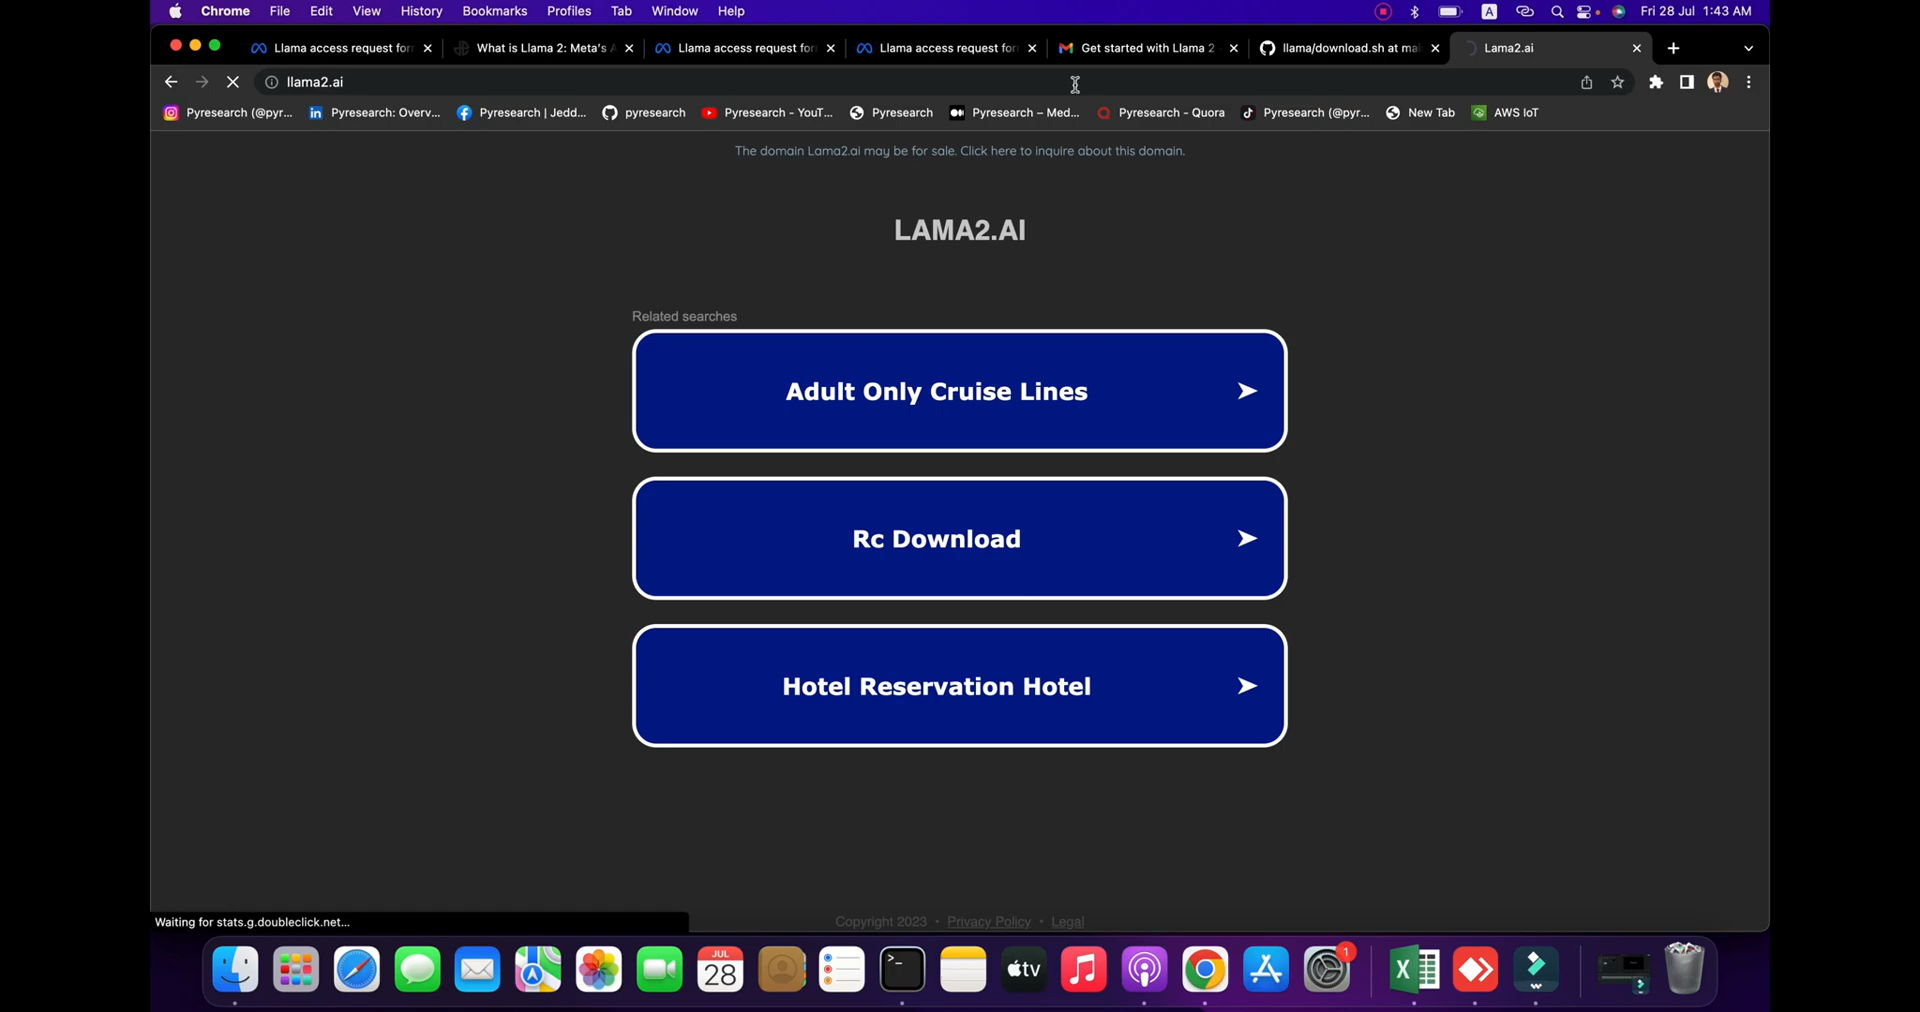 Chrome File Edit View History Bookmarks Profiles Tab Window Help A Fri 28 Jul 1:43 AM
Llama access request for What is Llama 2: Meta's A Llama access request for Llama access request for Get started with Llama 2 llama/download.sh at mai Lama2.ai
llama2.ai
Pyresearch (@pyr... Pyresearch: Overv... Pyresearch | Jedd... pyresearch Pyresearch - YouT... Pyresearch Pyresearch – Med... Pyresearch - Quora Pyresearch (@pyr... New Tab AWS IoT
The domain Lama2.ai may be for sale. Click here to inquire about this domain.
LAMA2.AI
Related searches
Adult Only Cruise Lines
Rc Download
Hotel Reservation Hotel
Waiting for stats.g.doubleclick.net...
Copyright 2023 • Privacy Policy • Legal
JUL
28
tv
1